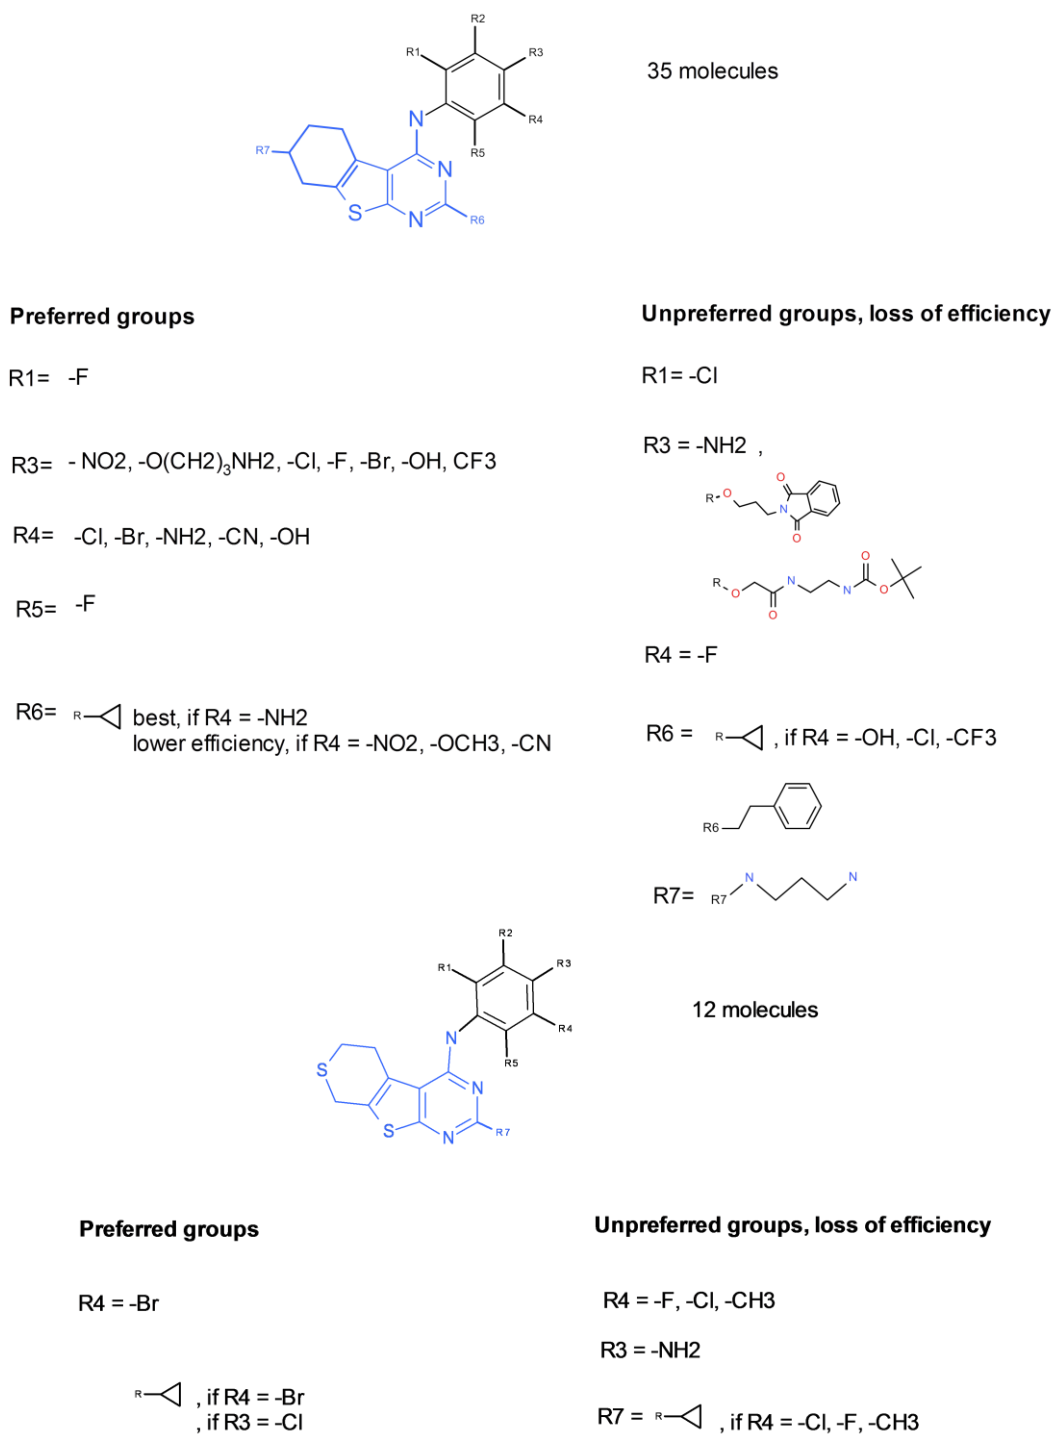 R2
R1
R3
35 molecules
N
R4
R7
R5
N
S
N
R6
Preferred groups
Unpreferred groups, loss of efficiency
R1= -F
R1= -Cl
R3= - NO2, -O(CH2)3NH2, -Cl, -F, -Br, -OH, CF3
R3 = -NH2 ,
R O N O O
R4= -Cl, -Br, -NH2, -CN, -OH
R5= -F
R O O N N O O
R4 = -F
R6= R best, if R4 = -NH2
lower efficiency, if R4 = -NO2, -OCH3, -CN
R6 = R , if R4 = -OH, -Cl, -CF3
R6
R7= R7 N N
R2
R1
R3
12 molecules
N
R4
R5
S
N
S
N
R7
Preferred groups
Unpreferred groups, loss of efficiency
R4 = -Br
R4 = -F, -Cl, -CH3
R3 = -NH2
R , if R4 = -Br
, if R3 = -Cl
R7 = R , if R4 = -Cl, -F, -CH3